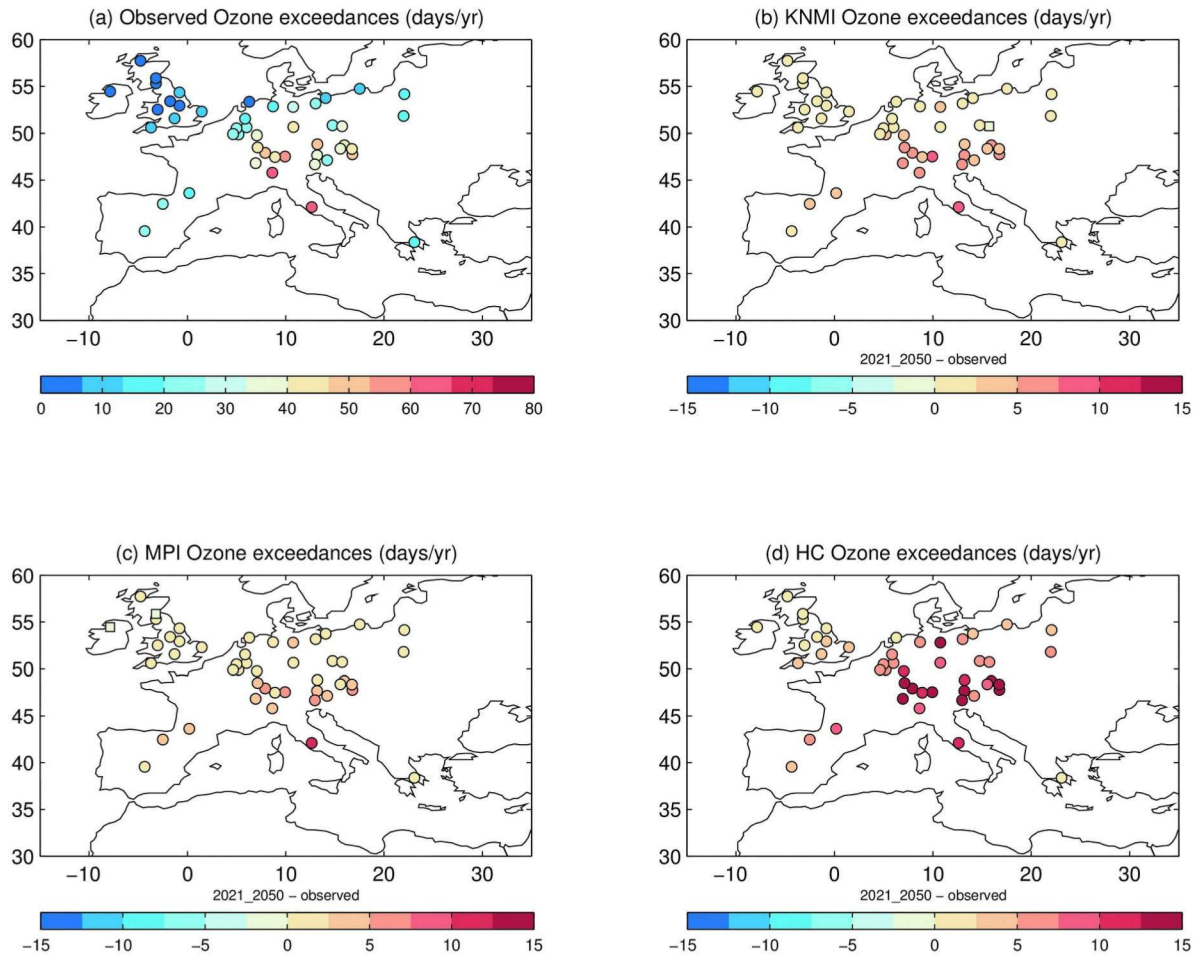 (a) Observed Ozone exceedances (days/yr)
60
55
50
45
40
35
30
−10 0 10 20 30
0 10 20 30 40 50 60 70 80
(b) KNMI Ozone exceedances (days/yr)
60
55
50
45
40
35
30
−10 0 10 20 30
2021_2050 − observed
−15 −10 −5 0 5 10 15
(c) MPI Ozone exceedances (days/yr)
60
55
50
45
40
35
30
−10 0 10 20 30
2021_2050 − observed
−15 −10 −5 0 5 10 15
(d) HC Ozone exceedances (days/yr)
60
55
50
45
40
35
30
−10 0 10 20 30
2021_2050 − observed
−15 −10 −5 0 5 10 15